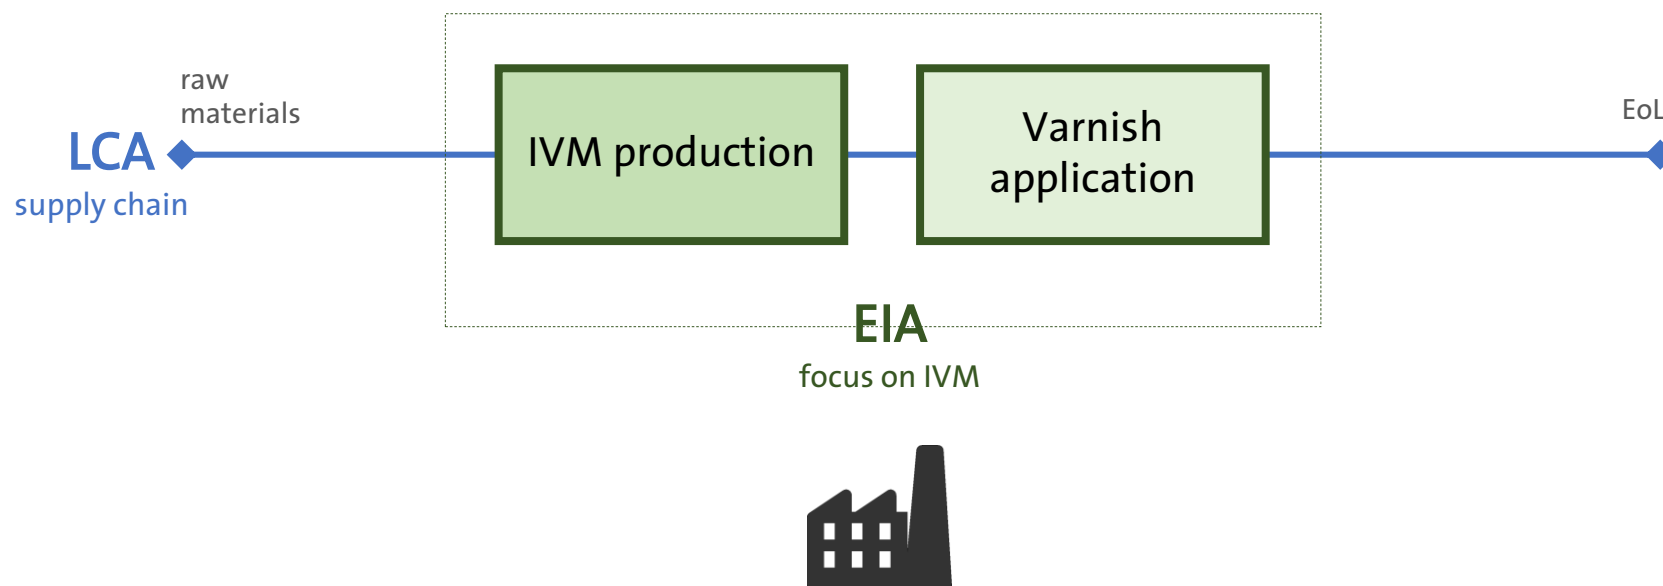 raw
materials
LCA
supply chain
IVM production
Varnish
application
EoL
EIA
focus on IVM